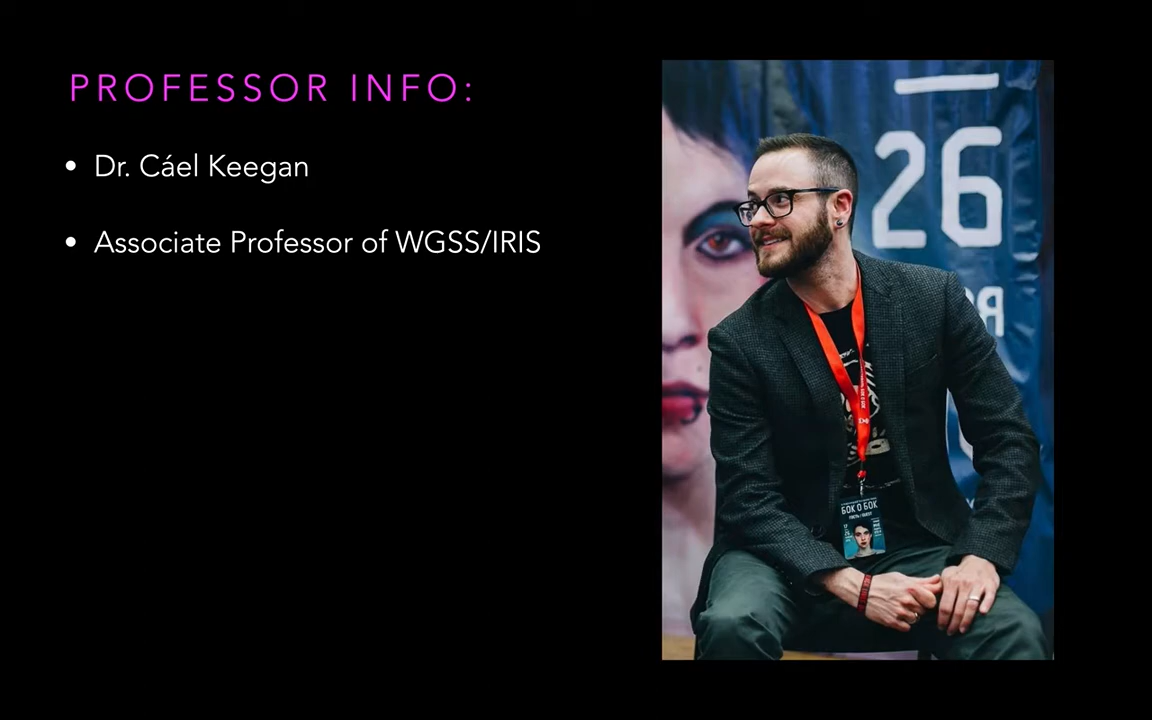 PROFESSOR INFO:
• Dr. Cáel Keegan
• Associate Professor of WGSS/IRIS
26
БОК О БОК